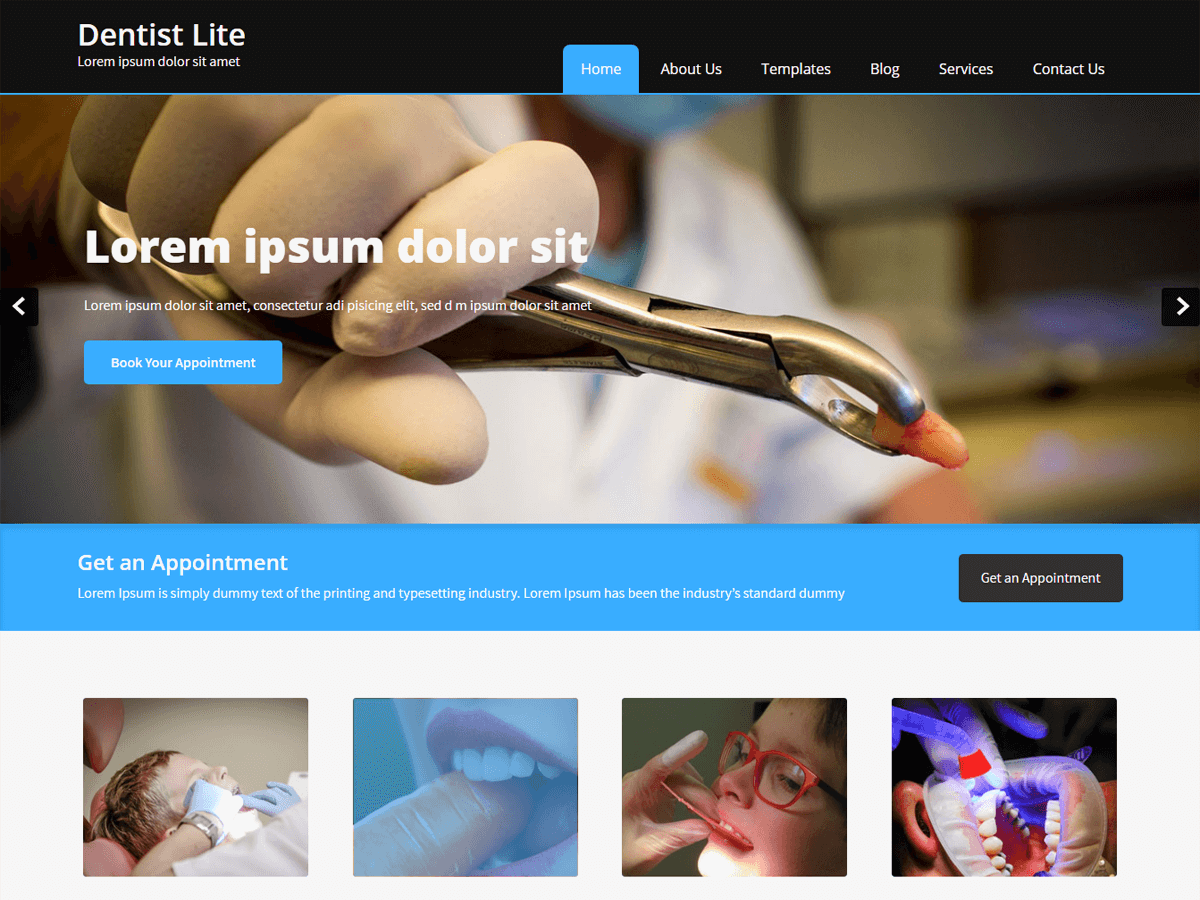 Dentist Lite
Lorem ipsum dolor sit amet
Home About Us Templates Blog Services Contact Us
Lorem ipsum dolor sit
Lorem ipsum dolor sit amet, consectetur adi pisicing elit, sed d m ipsum dolor sit amet
Book Your Appointment
Get an Appointment
Lorem Ipsum is simply dummy text of the printing and typesetting industry. Lorem Ipsum has been the industry's standard dummy
Get an Appointment